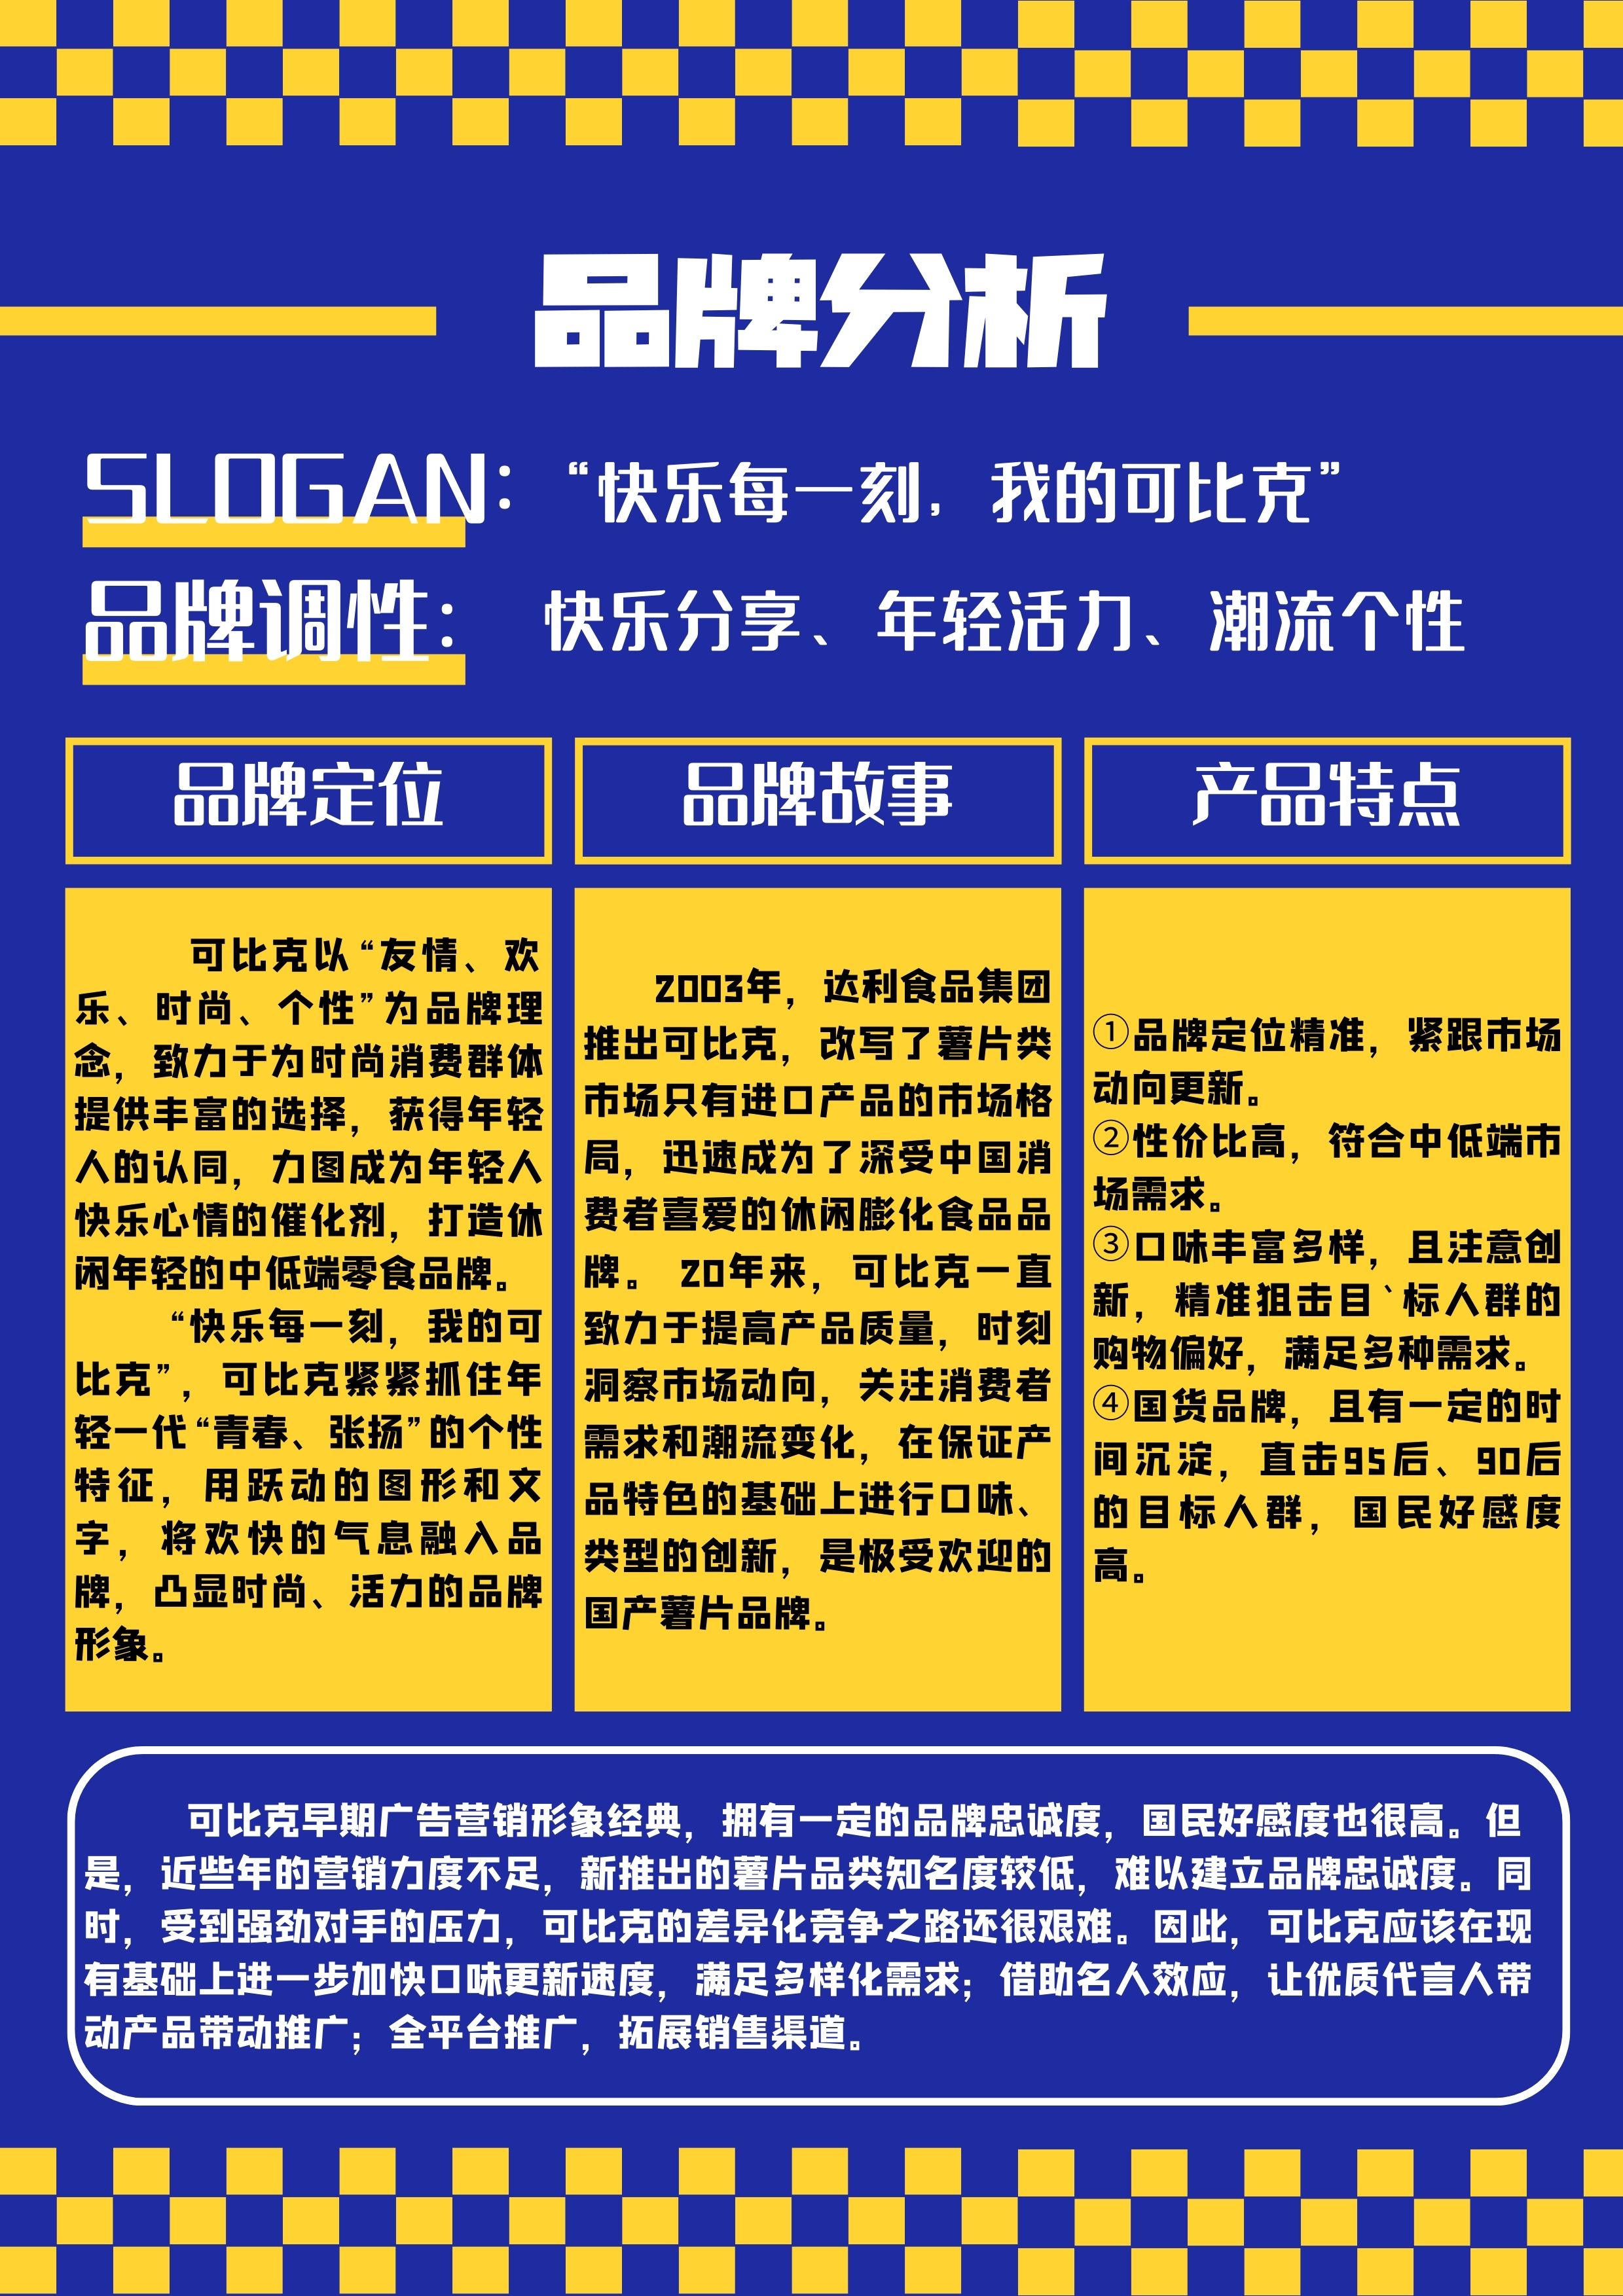 品牌分析
SLOGAN：“快乐每一刻，我的可比克”
品牌调性：快乐分享、年轻活力、潮流个性
品牌定位
可比克以“友情、欢
乐、时尚、个性”为品牌理
念，致力于为时尚消费群体
提供丰富的选择，获得年轻
人的认同，力图成为年轻人
快乐心情的催化剂，打造休
闲年轻的中低端零食品牌。
“快乐每一刻，我的可
比克”，可比克紧紧抓住年
轻一代“青春、张扬”的个性
特征，用跃动的图形和文
字，将欢快的气息融入品
牌，凸显时尚、活力的品牌
形象。
品牌故事
2003年，达利食品集团
推出可比克，改写了薯片类
市场只有进口产品的市场格
局，迅速成为了深受中国消
费者喜爱的休闲膨化食品品
牌。20年来，可比克一直
致力于提高产品质量，时刻
洞察市场动向，关注消费者
需求和潮流变化，在保证产
品特色的基础上进行口味、
类型的创新，是极受欢迎的
国产薯片品牌。
产品特点
①品牌定位精准，紧跟市场
动向更新。
②性价比高，符合中低端市
场需求。
③口味丰富多样，且注意创
新，精准狙击目`标人群的
购物偏好，满足多种需求。
④国货品牌，且有一定的时
间沉淀，直击95后、90后
的目标人群，国民好感度
高。
可比克早期广告营销形象经典，拥有一定的品牌忠诚度，国民好感度也很高。但
是，近些年的营销力度不足，新推出的薯片品类知名度较低，难以建立品牌忠诚度。同
时，受到强劲对手的压力，可比克的差异化竞争之路还很艰难。因此，可比克应该在现
有基础上进一步加快口味更新速度，满足多样化需求；借助名人效应，让优质代言人带
动产品带动推广；全平台推广，拓展销售渠道。